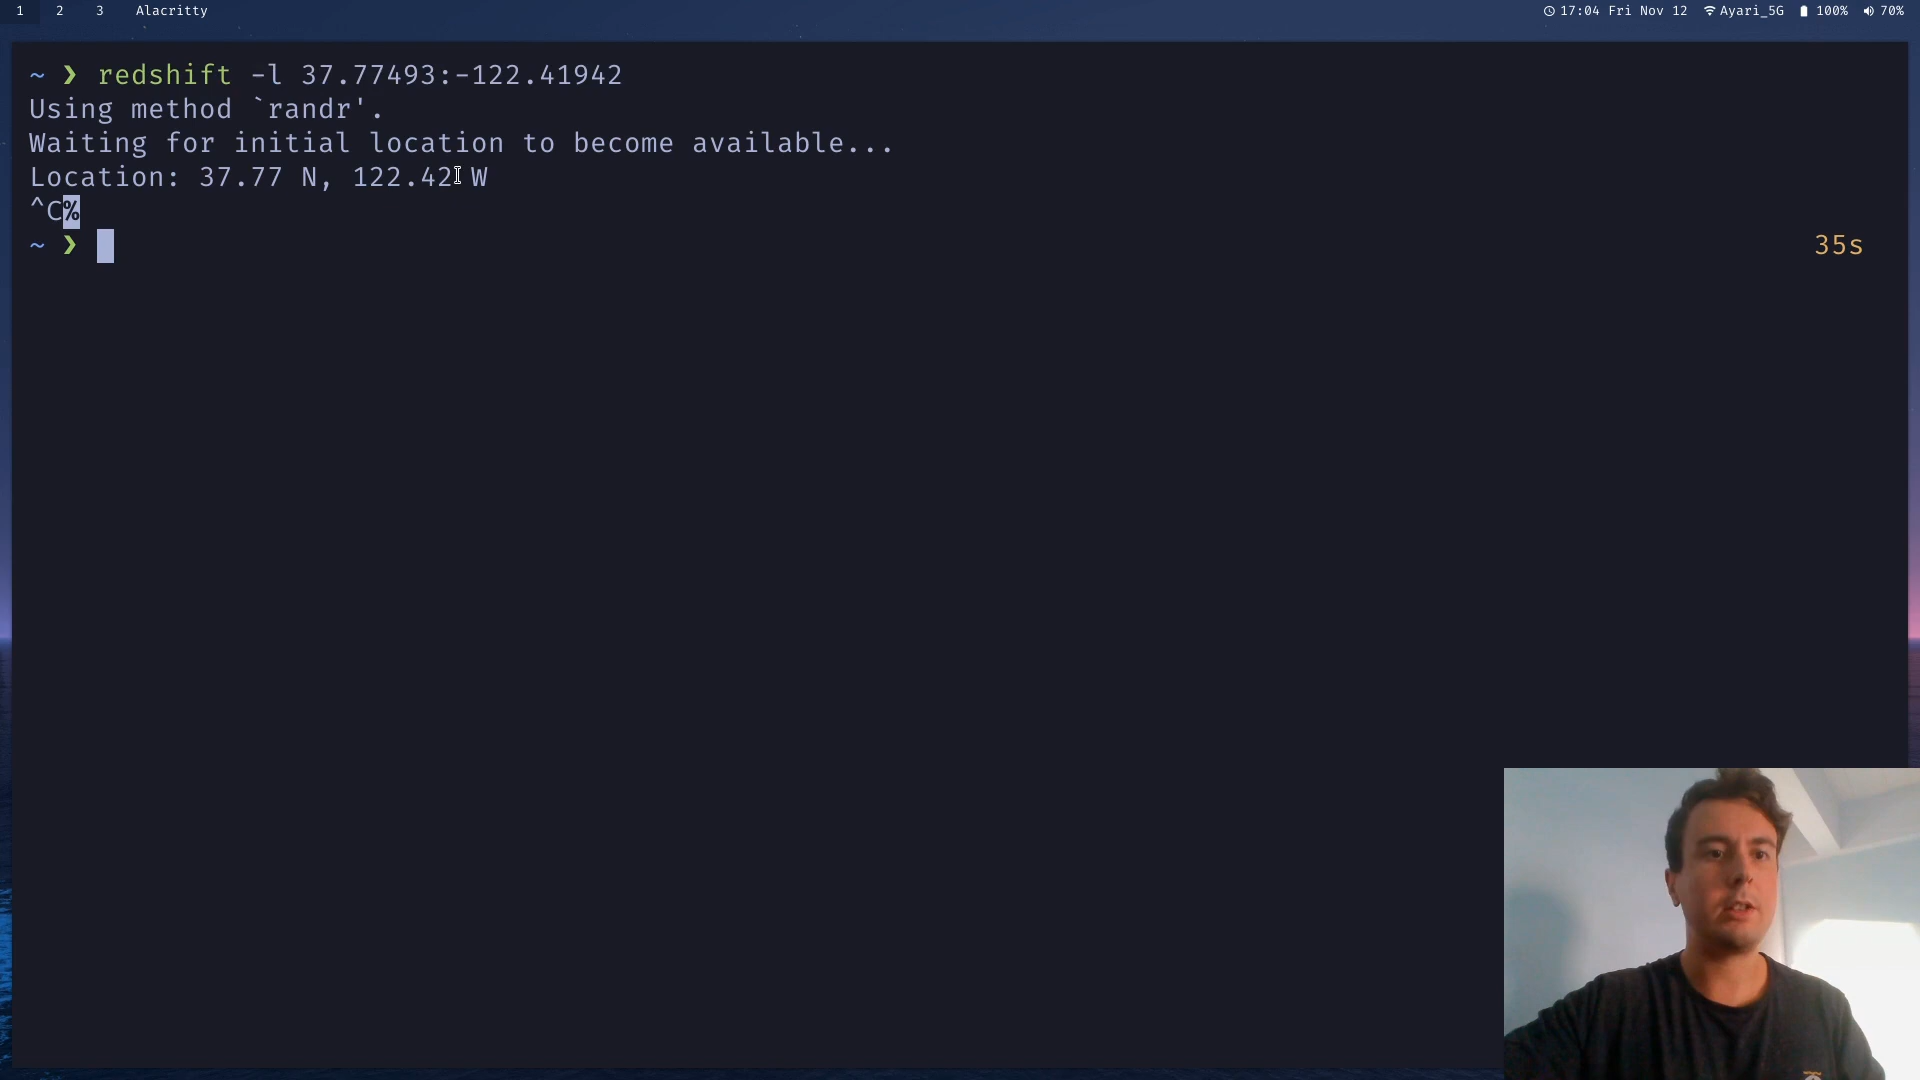 1 2 3 Alacritty 17:04 Fri Nov 12 Ayari_5G 100% 70%
~ ❯ redshift -l 37.77493:-122.41942
Using method `randr'.
Waiting for initial location to become available...
Location: 37.77 N, 122.42 W
^C%
~ ❯ 35s